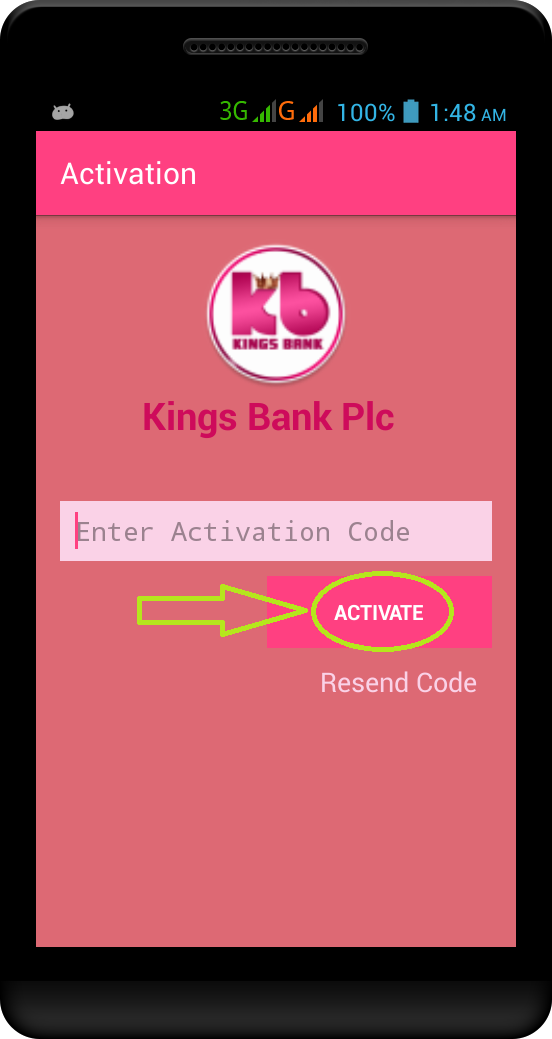 3G G 100% 1:48 AM
Activation
kb
KINGS BANK
Kings Bank Plc
Enter Activation Code
ACTIVATE
Resend Code